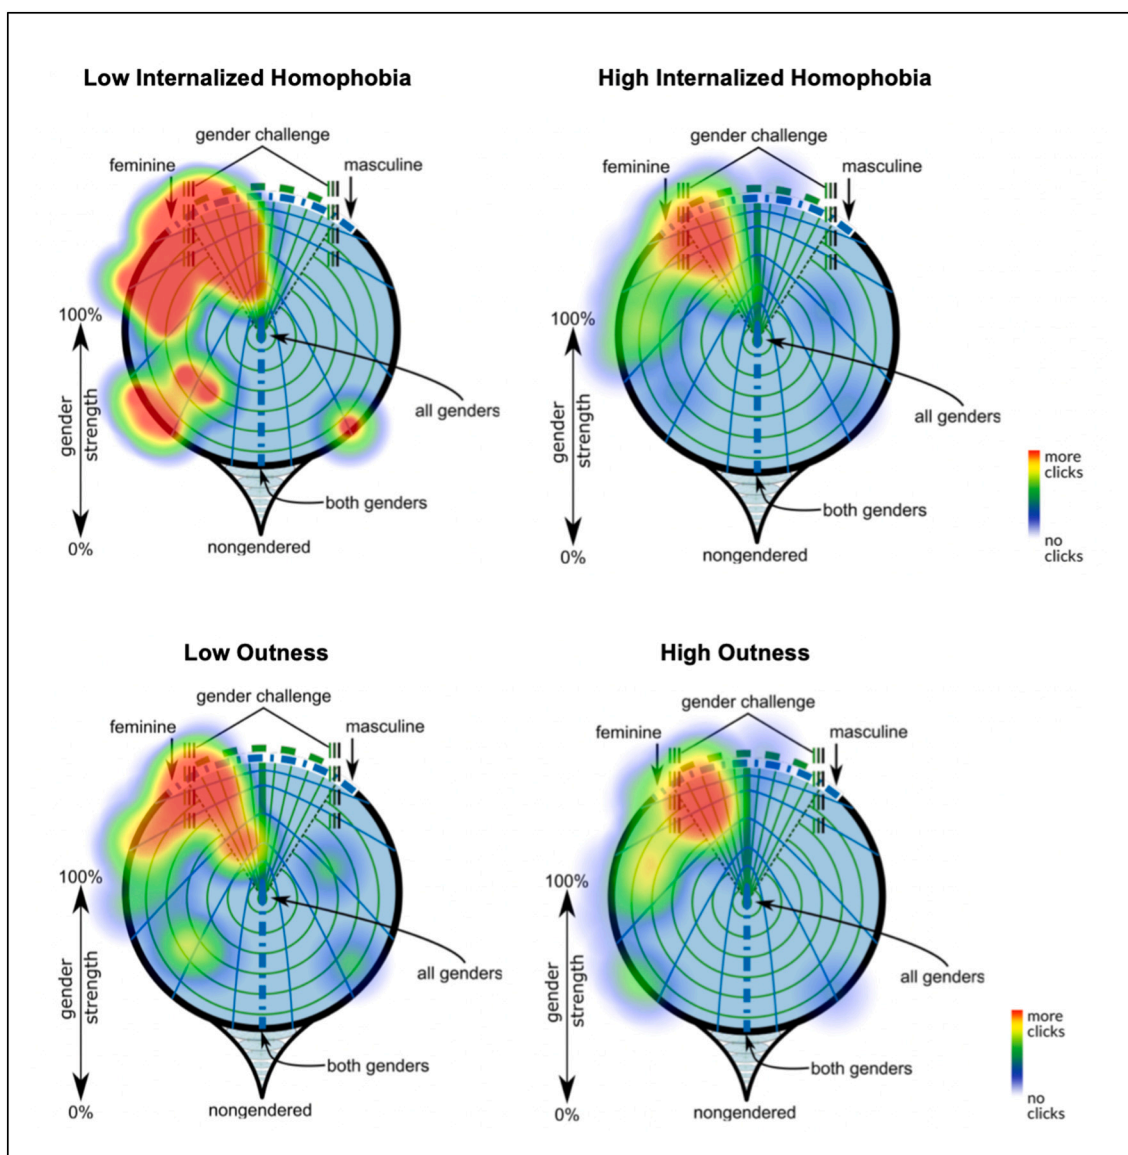 Low Internalized Homophobia
gender challenge
feminine
masculine
100%
gender
strength
all genders
both genders
0%
nongendered
High Internalized Homophobia
gender challenge
feminine
masculine
100%
gender
strength
all genders
both genders
0%
nongendered
more
clicks
no
clicks
Low Outness
gender challenge
feminine
masculine
100%
gender
strength
all genders
both genders
0%
nongendered
High Outness
gender challenge
feminine
masculine
100%
gender
strength
all genders
both genders
0%
nongendered
more
clicks
no
clicks